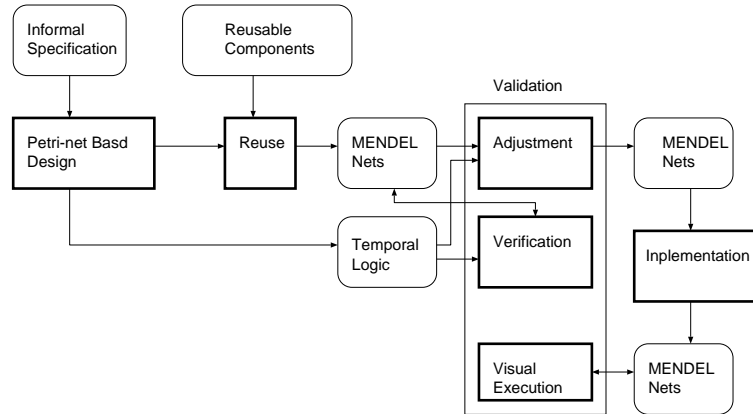 Informal
Specification
Reusable
Components
Validation
Petri-net Basd
Design
Reuse
MENDEL
Nets
Adjustment
MENDEL
Nets
Temporal
Logic
Verification
Inplementation
Visual
Execution
MENDEL
Nets